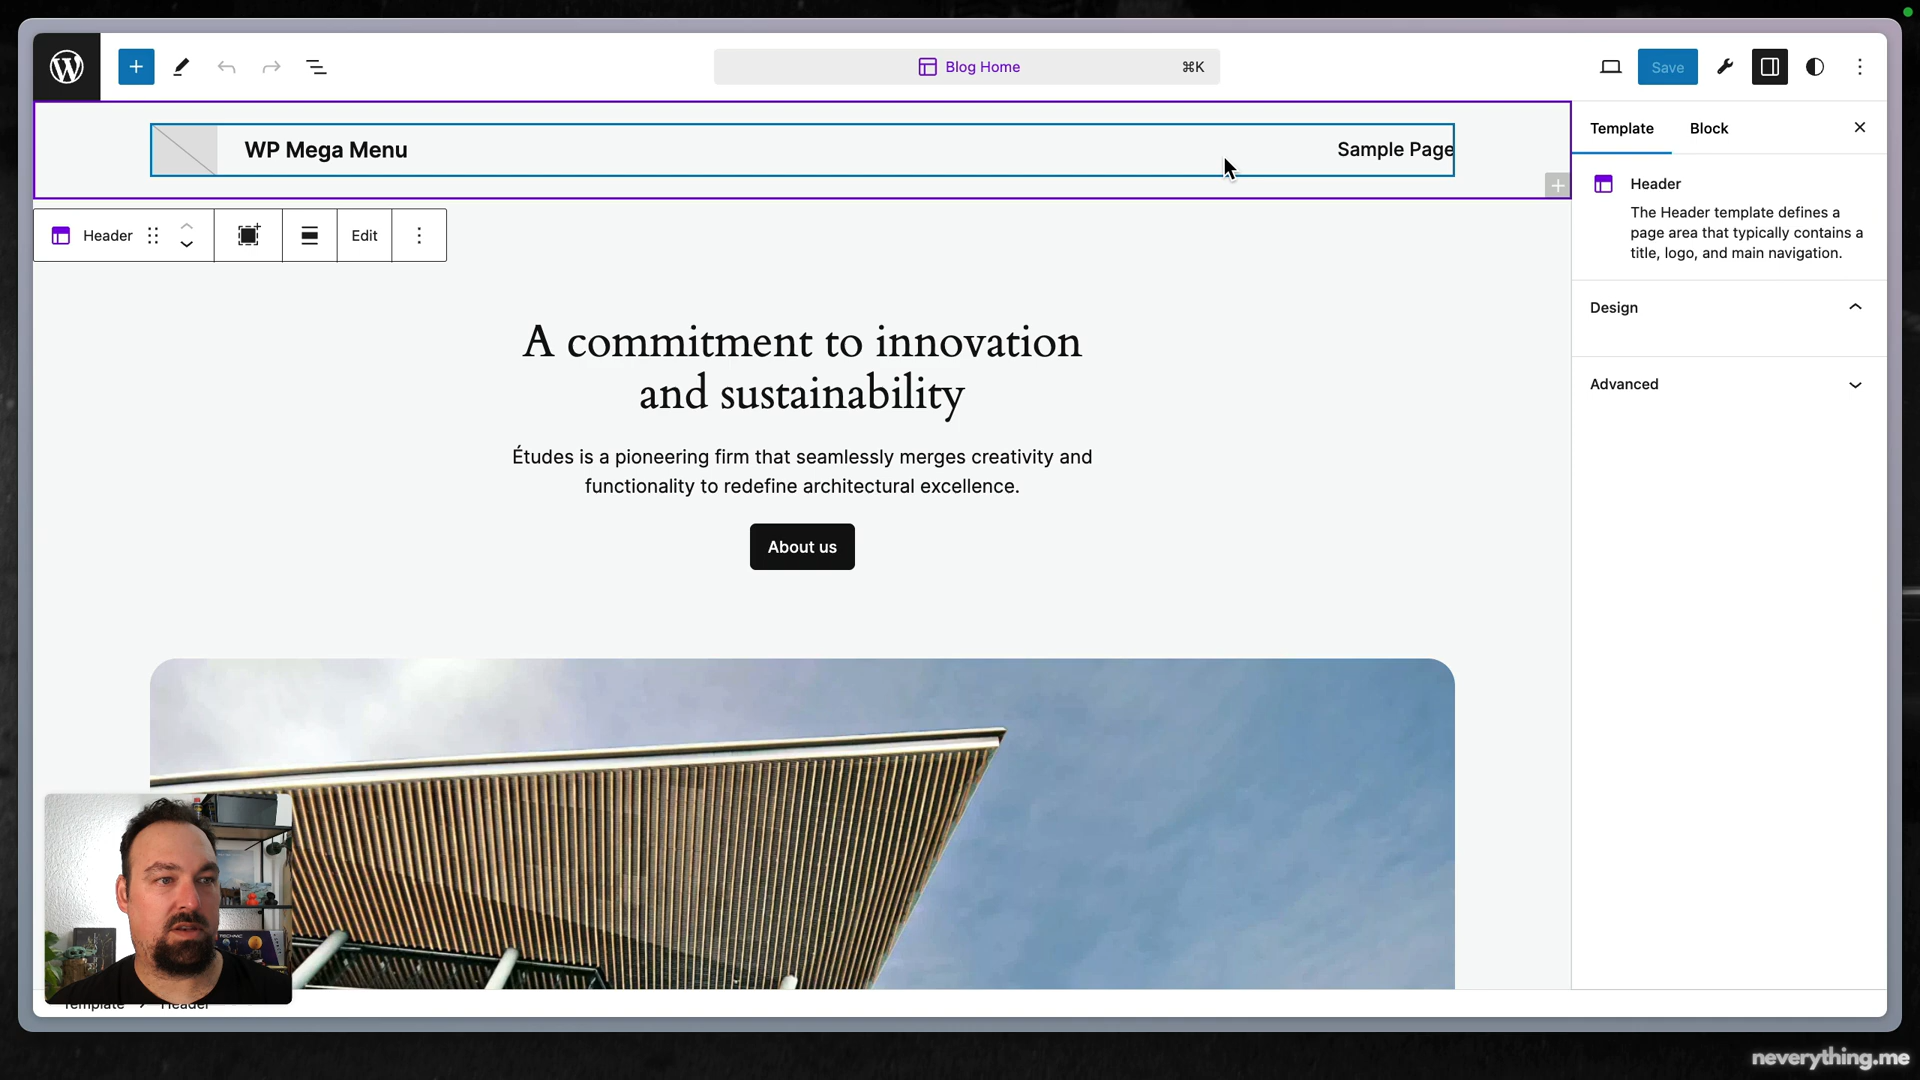 Blog Home
⌘K
Save
WP Mega Menu
Sample Page
Header
Edit
A commitment to innovation
and sustainability
Études is a pioneering firm that seamlessly merges creativity and
functionality to redefine architectural excellence.
About us
Template
Block
Header
The Header template defines a
page area that typically contains a
title, logo, and main navigation.
Design
Advanced
Template
Header
neverything.me